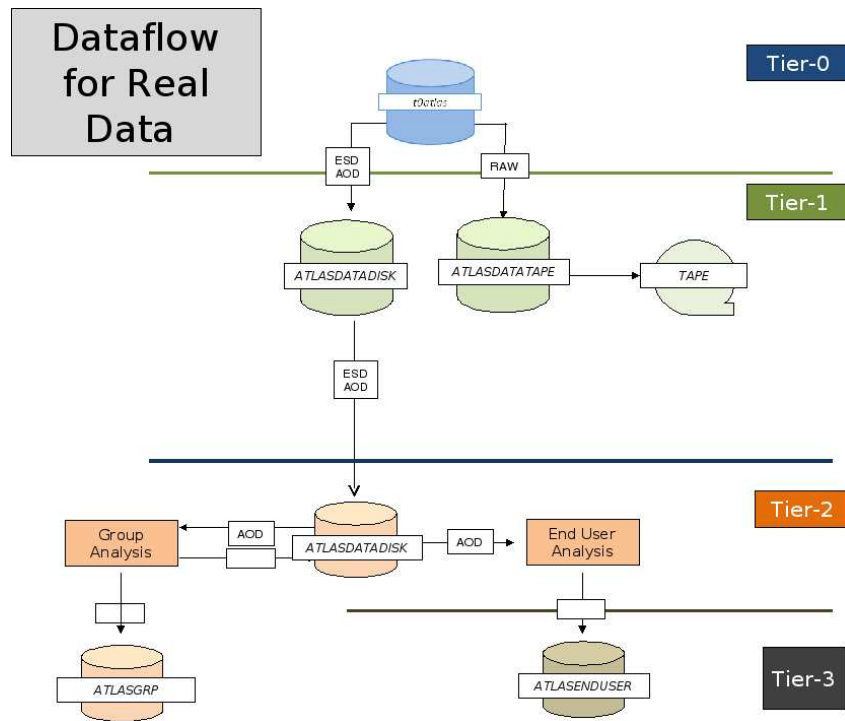 Dataflow
for Real
Data
Tier-0
t0atlas
ESD
AOD
RAW
Tier-1
ATLASDATADISK
ATLASDATATAPE
TAPE
ESD
AOD
Tier-2
Group
Analysis
AOD
ATLASDATADISK
AOD
End User
Analysis
Tier-3
ATLASGRP
ATLASENDUSER